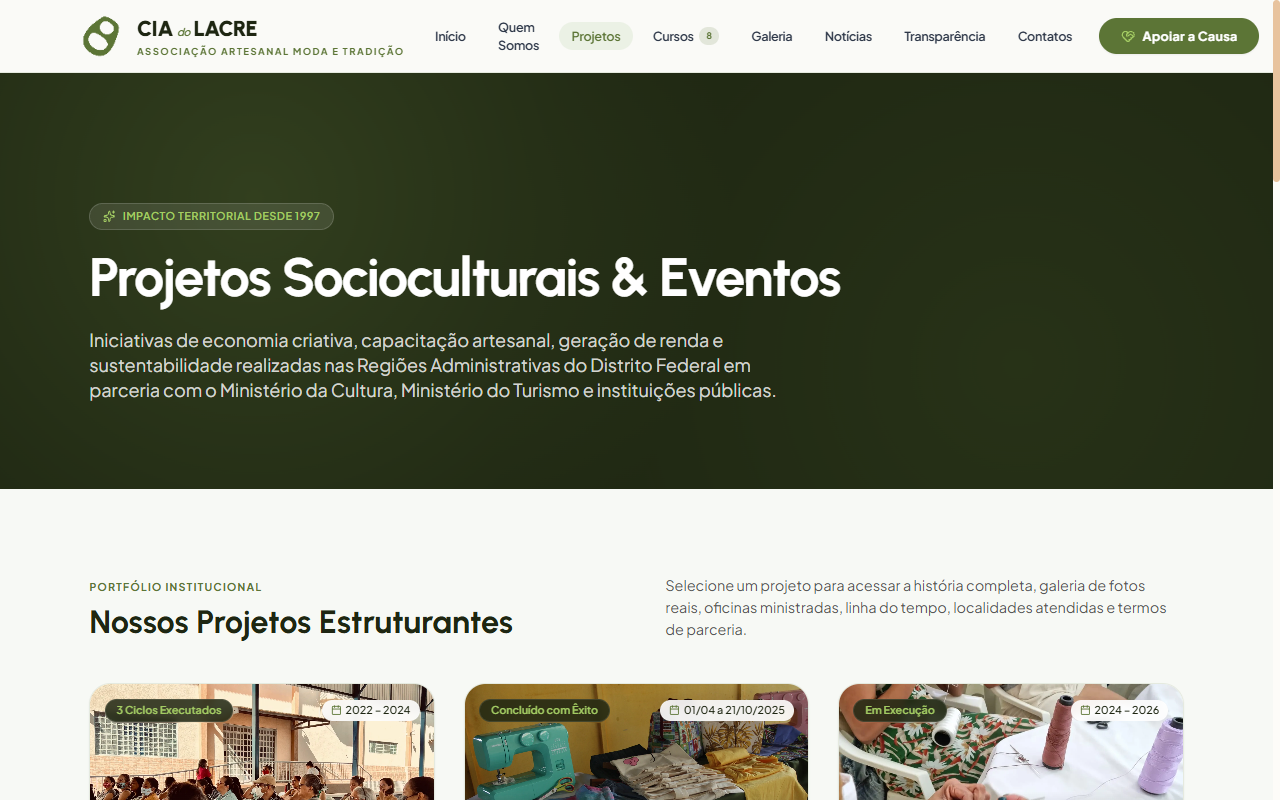 CIA do LACRE
ASSOCIAÇÃO ARTESANAL MODA E TRADIÇÃO
Início
Quem
Somos
Projetos
Cursos 8
Galeria
Notícias
Transparência
Contatos
Apoiar a Causa
IMPACTO TERRITORIAL DESDE 1997
Projetos Socioculturais & Eventos
Iniciativas de economia criativa, capacitação artesanal, geração de renda e
sustentabilidade realizadas nas Regiões Administrativas do Distrito Federal em
parceria com o Ministério da Cultura, Ministério do Turismo e instituições públicas.
PORTFÓLIO INSTITUCIONAL
Nossos Projetos Estruturantes
Selecione um projeto para acessar a história completa, galeria de fotos
reais, oficinas ministradas, linha do tempo, localidades atendidas e termos
de parceria.
3 Ciclos Executados
2022 – 2024
Concluído com Êxito
01/04 a 21/10/2025
Em Execução
2024 – 2026